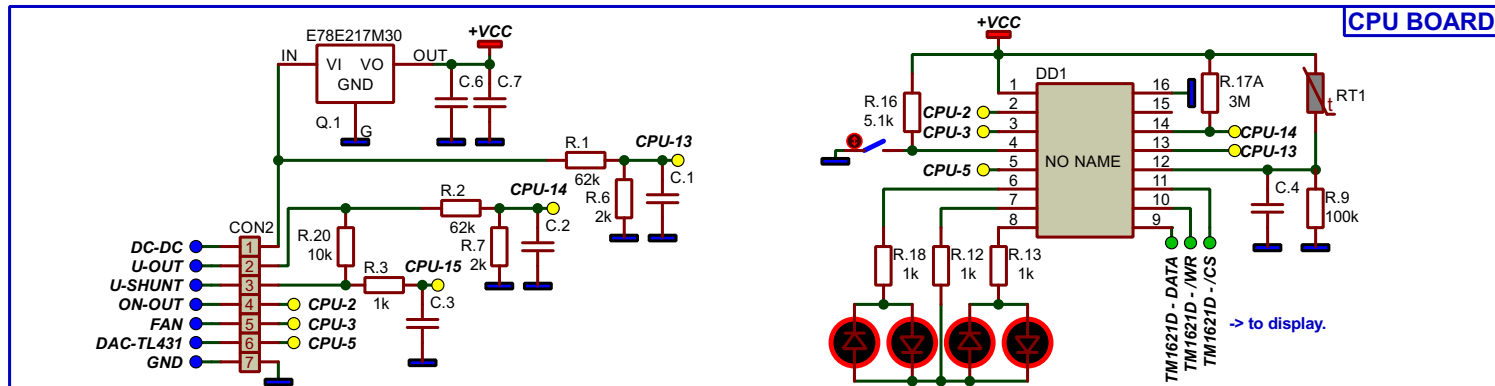 CPU BOARD
+VCC
E78E217M30
IN
VI VO
OUT
GND
Q.1
G
C.6
C.7
R.1
62k
CPU-13
R.6
2k
C.1
R.2
62k
CPU-14
R.7
2k
C.2
R.20
10k
R.3
1k
CPU-15
C.3
CON2
DC-DC 1
U-OUT 2
U-SHUNT 3
ON-OUT 4 CPU-2
FAN 5 CPU-3
DAC-TL431 6 CPU-5
GND 7
+VCC
DD1
NO NAME
1 16
2 15
3 14
4 13
5 12
6 11
7 10
8 9
R.16
5.1k
CPU-2
CPU-3
CPU-5
R.17A
3M
RT1
t
CPU-14
CPU-13
C.4
R.9
100k
R.18
1k
R.12
1k
R.13
1k
TM1621D - DATA
TM1621D - /WR
TM1621D - /CS
-> to display.